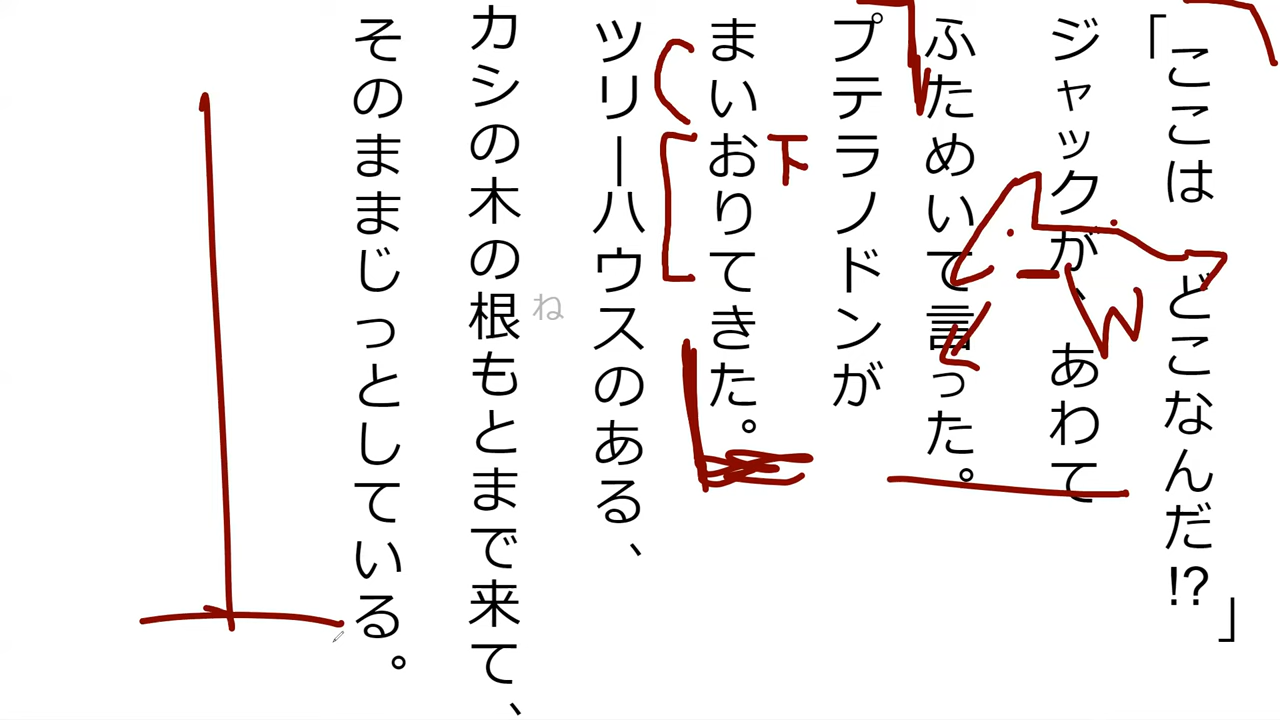 「ここは　どこなんだ!?」
ジャックが、あわて
ふためいて言った。
プテラノドンが
まいおりてきた。
下
ツリーハウスのある、
カシの木の根もとまで来て、
ね
そのままじっとしている。